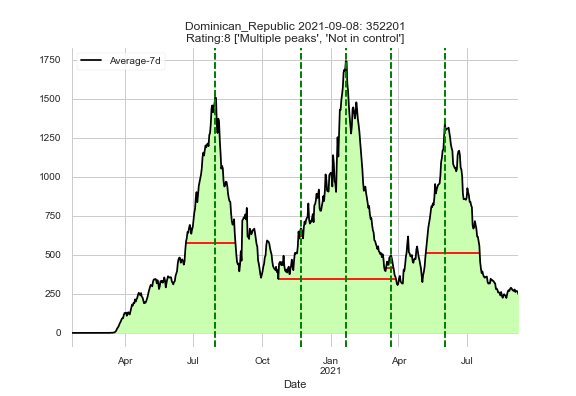 Dominican_Republic 2021-09-08: 352201
Rating:8 ['Multiple peaks', 'Not in control']
Average-7d
1750
1500
1250
1000
750
500
250
0
Apr Jul Oct Jan Apr Jul
2021
Date